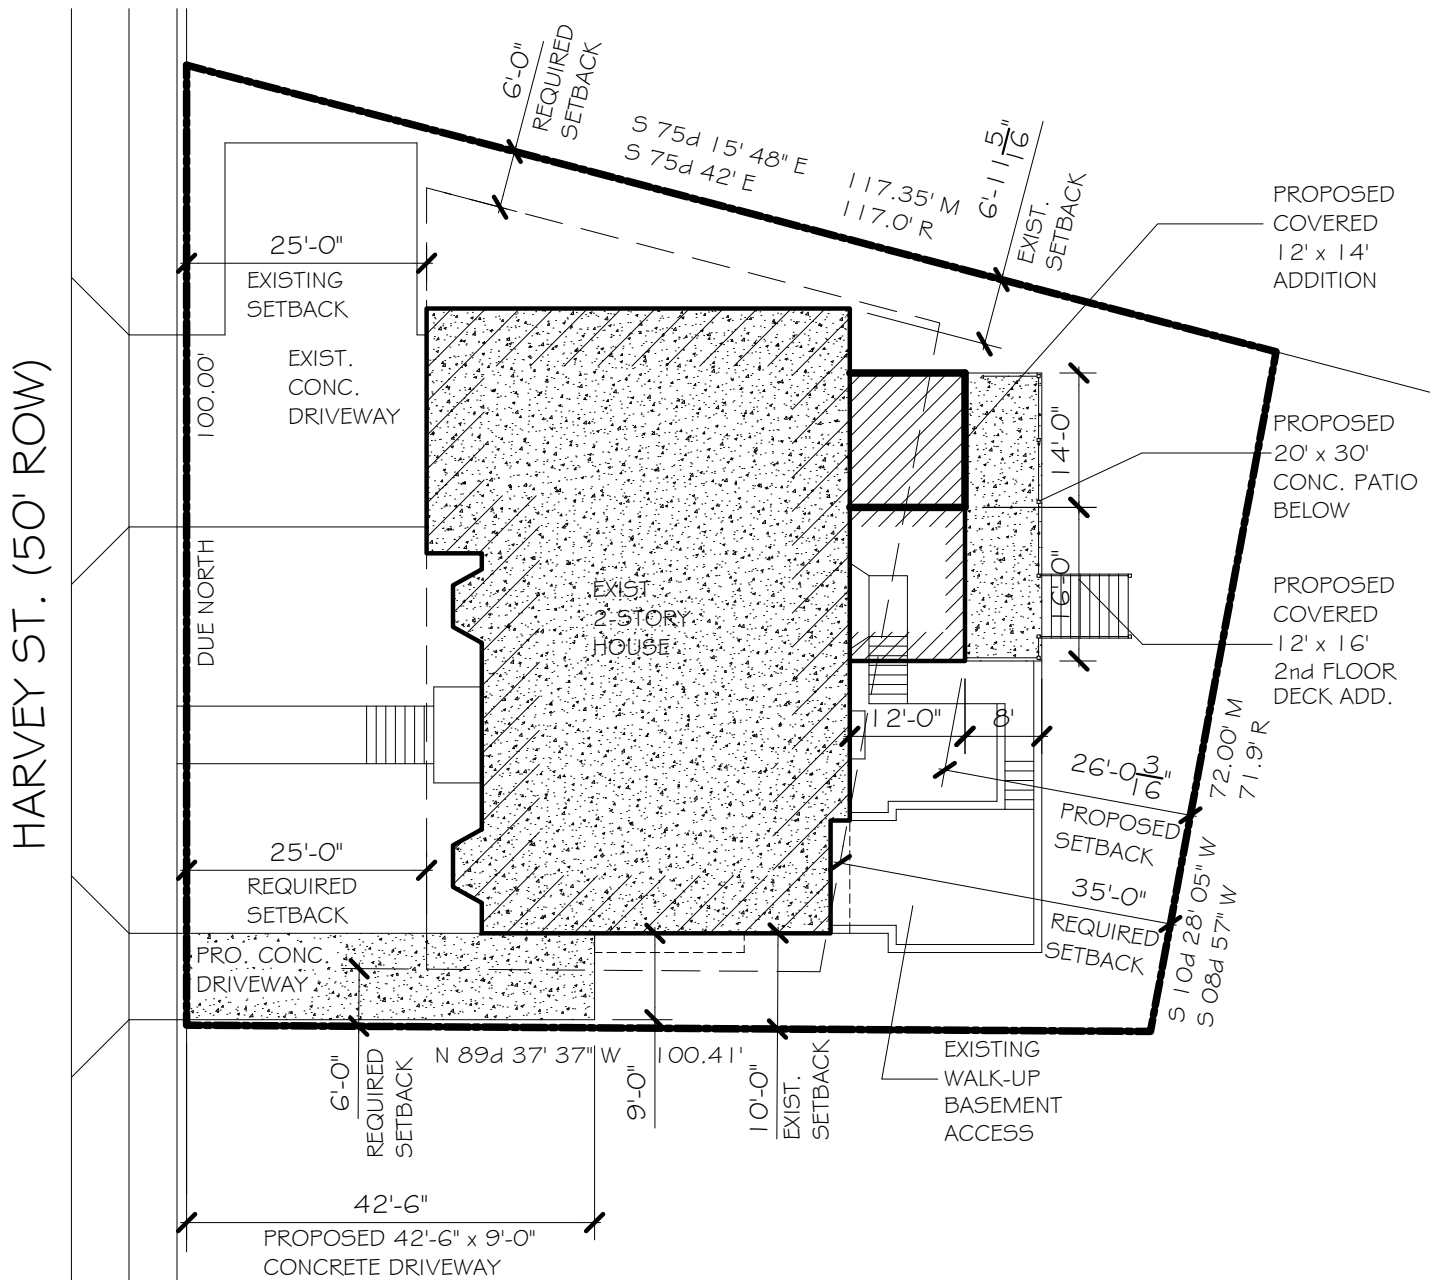 6'-0"
REQUIRED
SETBACK
S 75d 15' 48" E
S 75d 42' E
117.35' M
117.0' R
6'-11 5/16"
EXIST.
SETBACK
PROPOSED
COVERED
12' x 14'
ADDITION
25'-0"
EXISTING
SETBACK
EXIST.
CONC.
DRIVEWAY
100.00'
DUE NORTH
HARVEY ST. (50' ROW)
14'-0"
16'-0"
PROPOSED
20' x 30'
CONC. PATIO
BELOW
EXIST
2-STORY
HOUSE
PROPOSED
COVERED
12' x 16'
2nd FLOOR
DECK ADD.
12'-0"
8'
26'-0 3/16"
PROPOSED
SETBACK
72.00' M
71.9' R
25'-0"
REQUIRED
SETBACK
35'-0"
REQUIRED
SETBACK
S 10d 28' 05" W
S 08d 57" W
PRO. CONC.
DRIVEWAY
N 89d 37' 37" W
100.41'
6'-0"
REQUIRED
SETBACK
9'-0"
10'-0"
EXIST.
SETBACK
EXISTING
WALK-UP
BASEMENT
ACCESS
42'-6"
PROPOSED 42'-6" x 9'-0"
CONCRETE DRIVEWAY